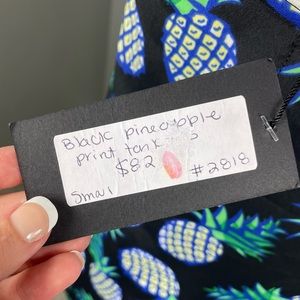 Black pineapple
print tank
$82
Small #2818